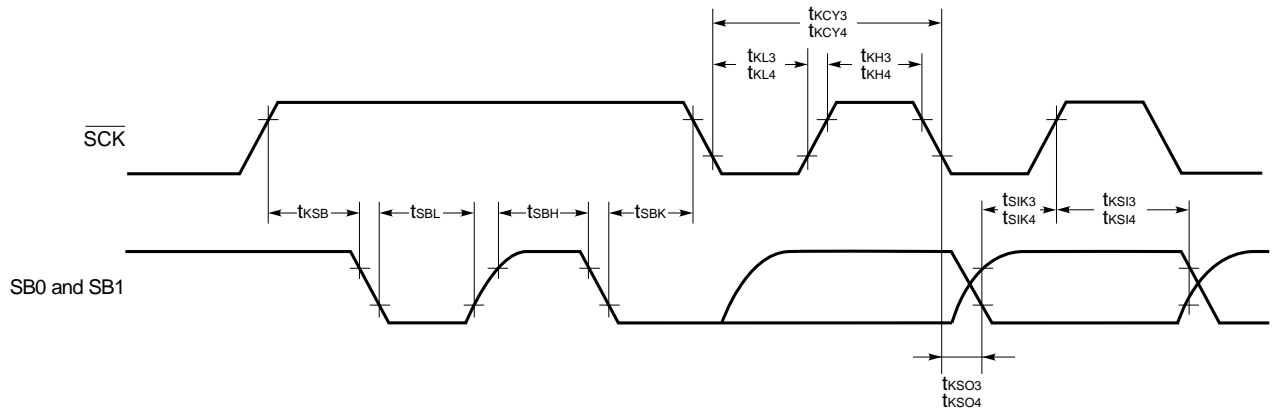 tKCY3
tKCY4
tKL3
tKL4
tKH3
tKH4
SCK
tKSB
tSBL
tSBH
tSBK
tSIK3
tSIK4
tKSI3
tKSI4
SB0 and SB1
tKSO3
tKSO4